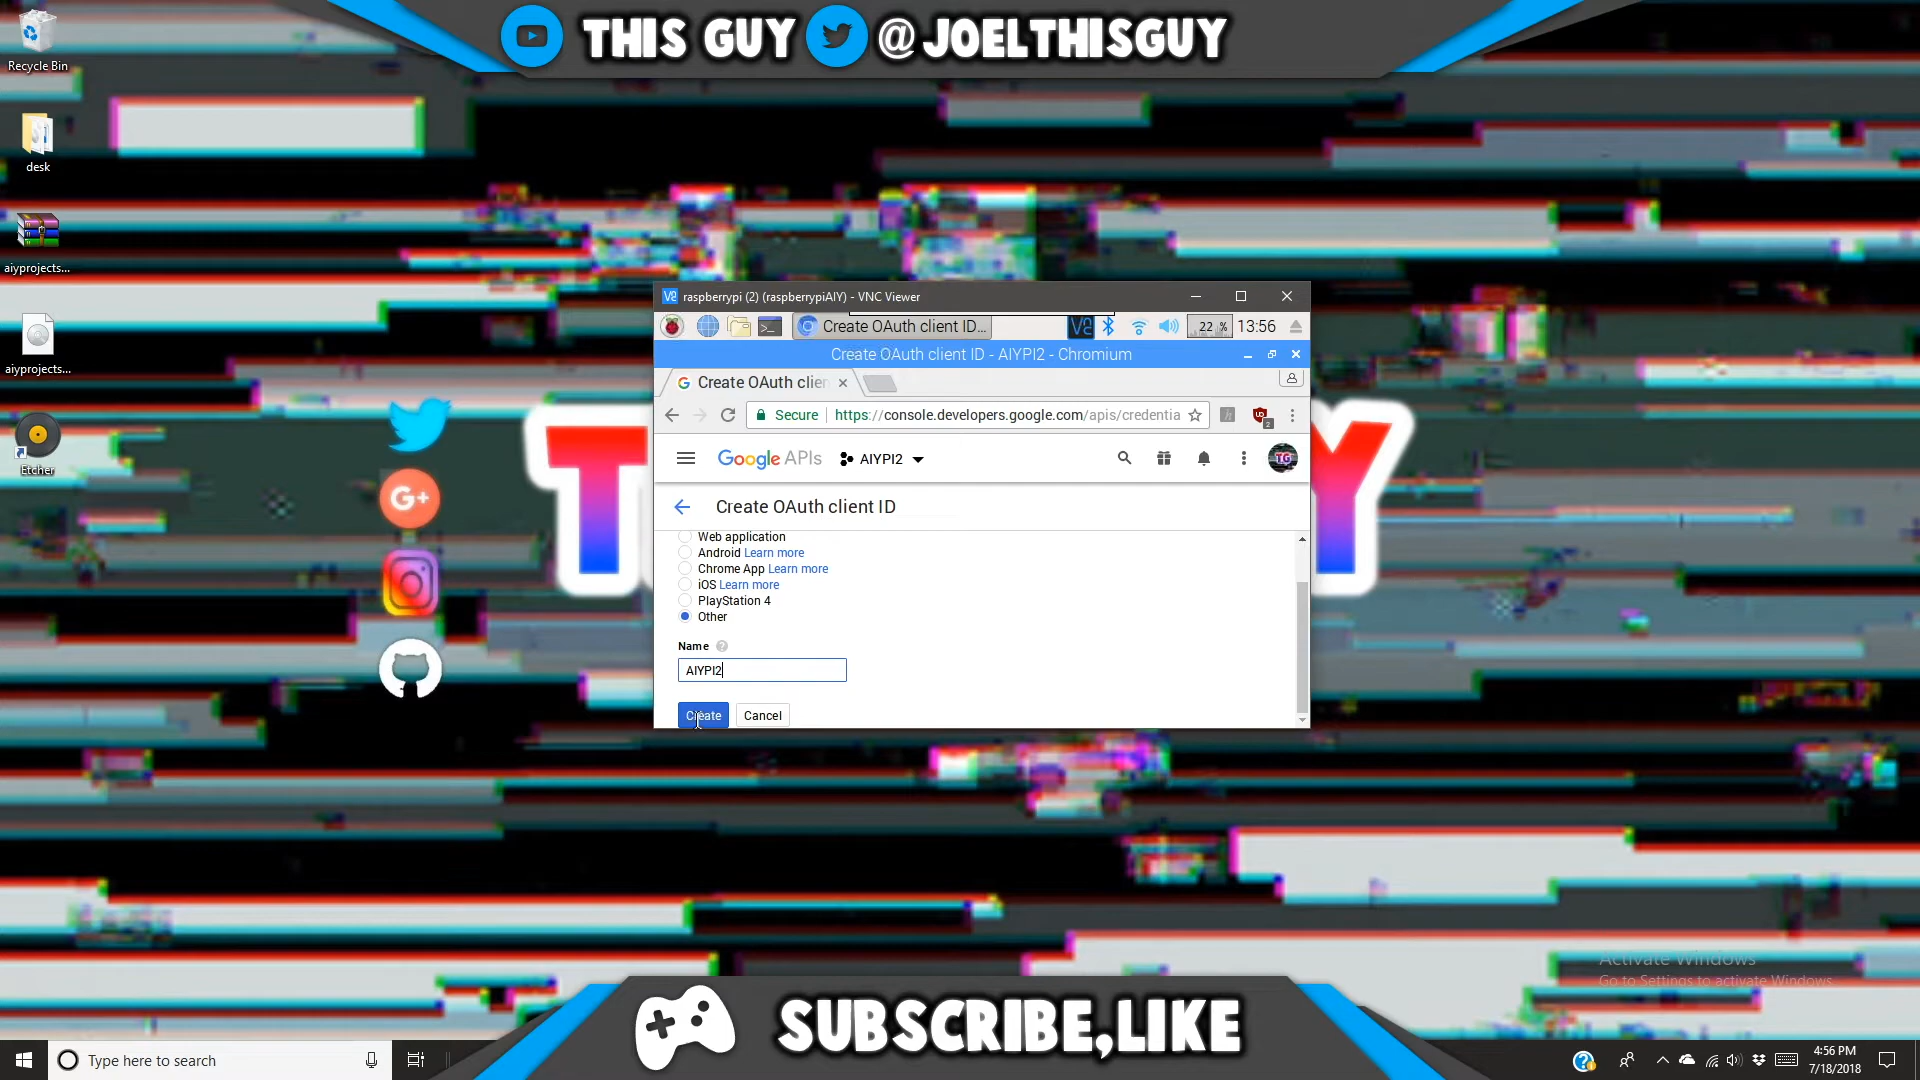 THIS GUY @JOELTHISGUY
Recycle Bin
desk
aiyprojects...
aiyprojects...
Etcher
T Y
raspberrypi (2) (raspberrypiAIY) - VNC Viewer
Create OAuth client ID...
22 %
13:56
Create OAuth client ID - AIYPI2 - Chromium
Create OAuth clien
Secure
https://console.developers.google.com/apis/credentia
Google APIs
AIYPI2
TG
Create OAuth client ID
Web application
Android Learn more
Chrome App Learn more
iOS Learn more
PlayStation 4
Other
Name
AIYPI2
Create
Cancel
Activate Windows
Go to Settings to activate Windows.
SUBSCRIBE,LIKE
Type here to search
4:56 PM
7/18/2018